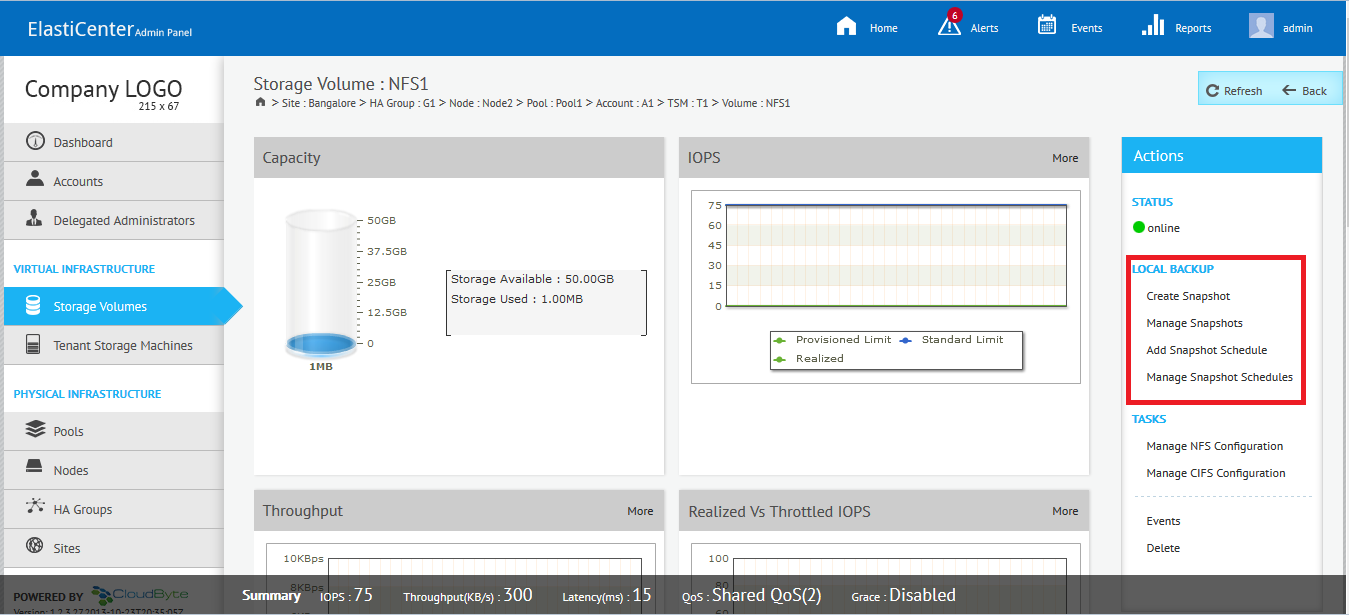 ElastiCenter Admin Panel
Home
6
Alerts
Events
Reports
admin
Company LOGO
215 x 67
Dashboard
Accounts
Delegated Administrators
VIRTUAL INFRASTRUCTURE
Storage Volumes
Tenant Storage Machines
PHYSICAL INFRASTRUCTURE
Pools
Nodes
HA Groups
Sites
POWERED BY CloudByte
Version: 1.2.3.27.2013-10-23T20:35:05Z
Storage Volume : NFS1
> Site : Bangalore > HA Group : G1 > Node : Node2 > Pool : Pool1 > Account : A1 > TSM : T1 > Volume : NFS1
Refresh
Back
Capacity
50GB
37.5GB
25GB
12.5GB
0
1MB
Storage Available : 50.00GB
Storage Used : 1.00MB
IOPS
More
75
60
45
30
15
0
Provisioned Limit
Standard Limit
Realized
Throughput
More
10KBps
8KBps
Realized Vs Throttled IOPS
More
100
80
60
Actions
STATUS
online
LOCAL BACKUP
Create Snapshot
Manage Snapshots
Add Snapshot Schedule
Manage Snapshot Schedules
TASKS
Manage NFS Configuration
Manage CIFS Configuration
Events
Delete
Summary IOPS : 75 Throughput(KB/s) : 300 Latency(ms) : 15 QoS : Shared QoS(2) Grace : Disabled